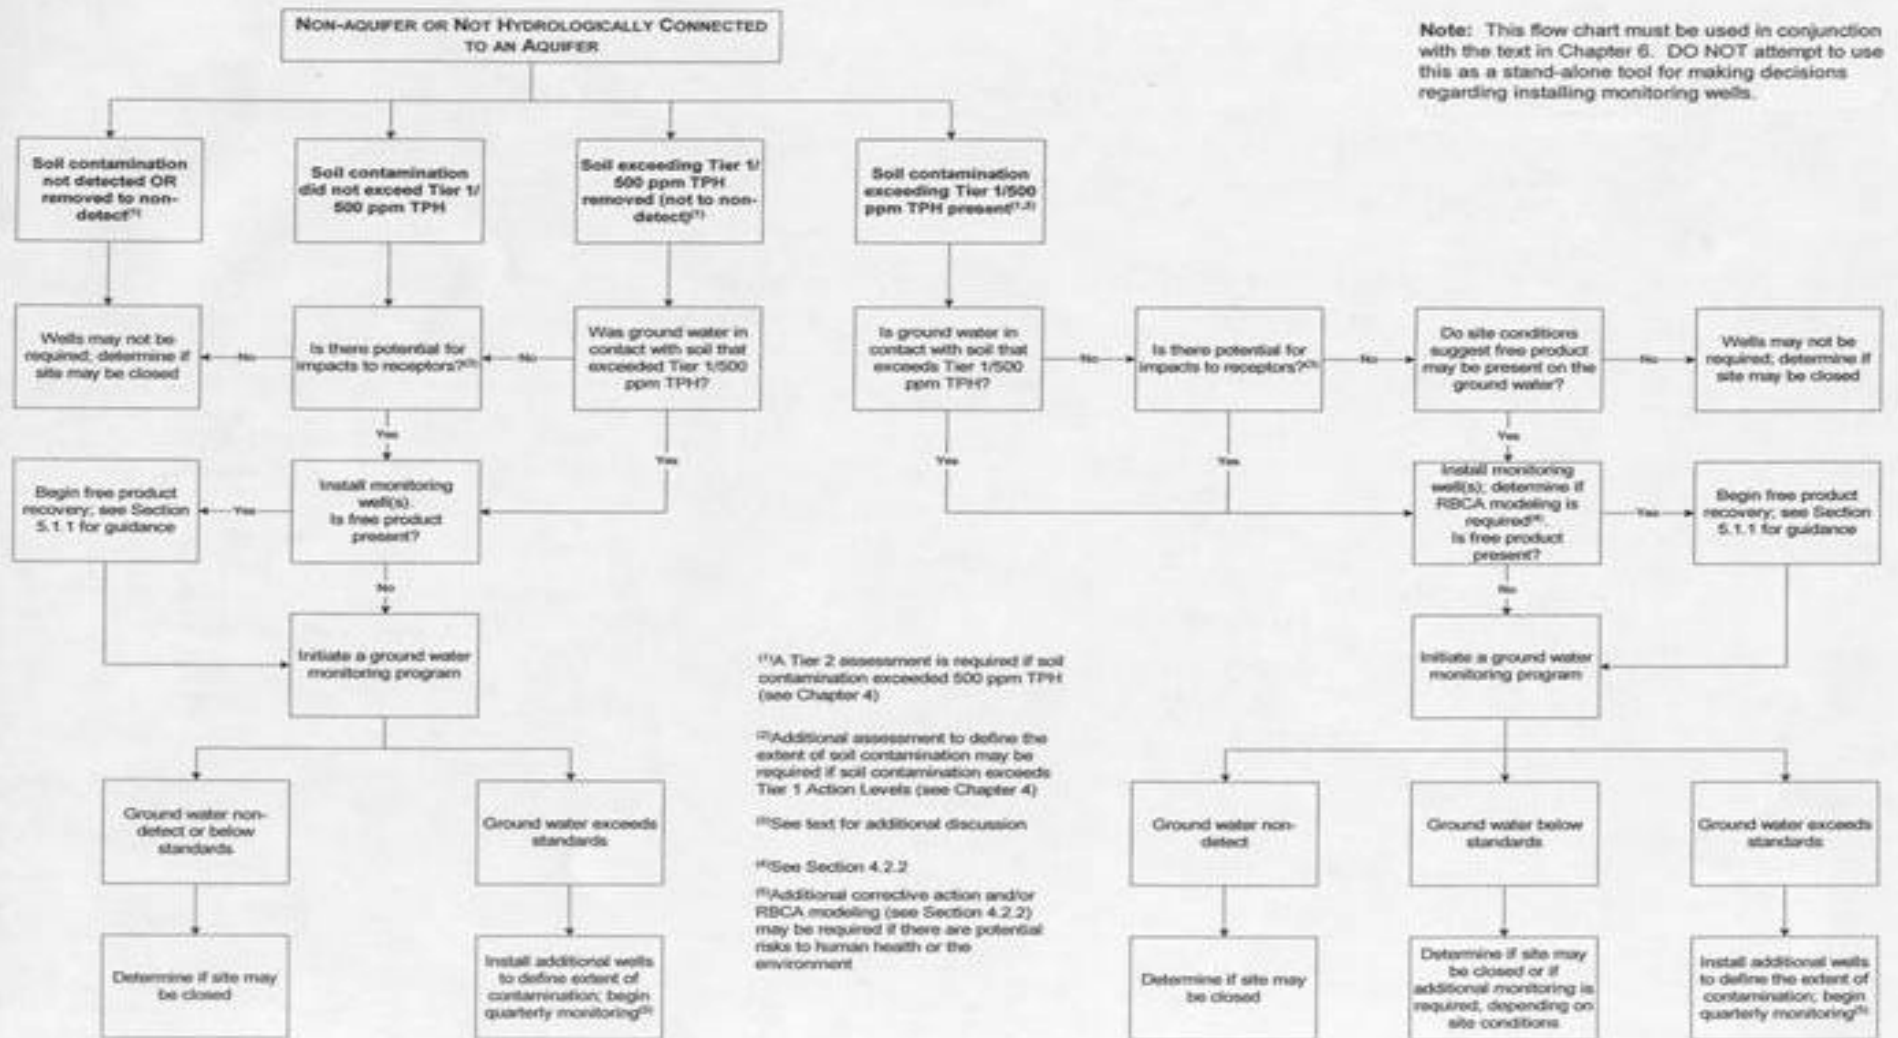 NON-AQUIFER OR NOT HYDROLOGICALLY CONNECTED
TO AN AQUIFER
Note: This flow chart must be used in conjunction
with the text in Chapter 6. DO NOT attempt to use
this as a stand-alone tool for making decisions
regarding installing monitoring wells.
Soil contamination
not detected OR
removed to non-
detect(1)
Soil contamination
did not exceed Tier 1/
500 ppm TPH
Soil exceeding Tier 1/
500 ppm TPH
removed (not to non-
detect)(1)
Soil contamination
exceeding Tier 1/500
ppm TPH present(1,2)
Wells may not be
required; determine if
site may be closed
No
Is there potential for
impacts to receptors?(3)
No
Was ground water in
contact with soil that
exceeded Tier 1/500
ppm TPH?
Is ground water in
contact with soil that
exceeds Tier 1/500
ppm TPH?
No
Is there potential for
impacts to receptors?(3)
No
Do site conditions
suggest free product
may be present on the
ground water?
No
Wells may not be
required; determine if
site may be closed
Yes
Yes
Yes
Yes
Yes
Begin free product
recovery; see Section
5.1.1 for guidance
Yes
Install monitoring
well(s).
Is free product
present?
Install monitoring
well(s); determine if
RBCA modeling is
required(4).
Is free product
present?
Yes
Begin free product
recovery; see Section
5.1.1 for guidance
No
No
Initiate a ground water
monitoring program
Initiate a ground water
monitoring program
(1)A Tier 2 assessment is required if soil
contamination exceeded 500 ppm TPH
(see Chapter 4)
(2)Additional assessment to define the
extent of soil contamination may be
required if soil contamination exceeds
Tier 1 Action Levels (see Chapter 4)
(3)See text for additional discussion
(4)See Section 4.2.2
(5)Additional corrective action and/or
RBCA modeling (see Section 4.2.2)
may be required if there are potential
risks to human health or the
environment
Ground water non-
detect or below
standards
Ground water exceeds
standards
Ground water non-
detect
Ground water below
standards
Ground water exceeds
standards
Determine if site may
be closed
Install additional wells
to define extent of
contamination; begin
quarterly monitoring(5)
Determine if site may
be closed
Determine if site may
be closed or if
additional monitoring is
required, depending on
site conditions
Install additional wells
to define the extent of
contamination; begin
quarterly monitoring(5)